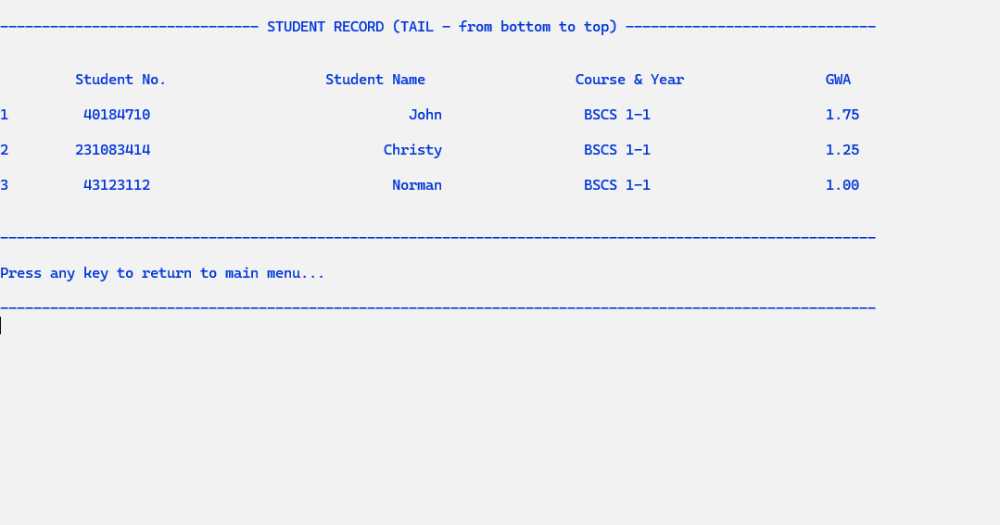 ------------------------------- STUDENT RECORD (TAIL - from bottom to top) ------------------------------
Student No. Student Name Course & Year GWA
1 40184710 John BSCS 1-1 1.75
2 231083414 Christy BSCS 1-1 1.25
3 43123112 Norman BSCS 1-1 1.00
---------------------------------------------------------------------------------------------------------
Press any key to return to main menu...
---------------------------------------------------------------------------------------------------------